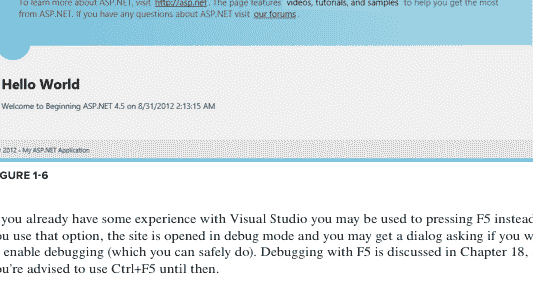 To learn more about ASP.NET, visit http://asp.net. The page features videos, tutorials, and samples to help you get the most
from ASP.NET. If you have any questions about ASP.NET visit our forums.
Hello World
Welcome to Beginning ASP.NET 4.5 on 8/31/2012 2:13:15 AM
2012 - My ASP.NET Application
GURE 1-6
you already have some experience with Visual Studio you may be used to pressing F5 instead
u use that option, the site is opened in debug mode and you may get a dialog asking if you w
enable debugging (which you can safely do). Debugging with F5 is discussed in Chapter 18,
u're advised to use Ctrl+F5 until then.